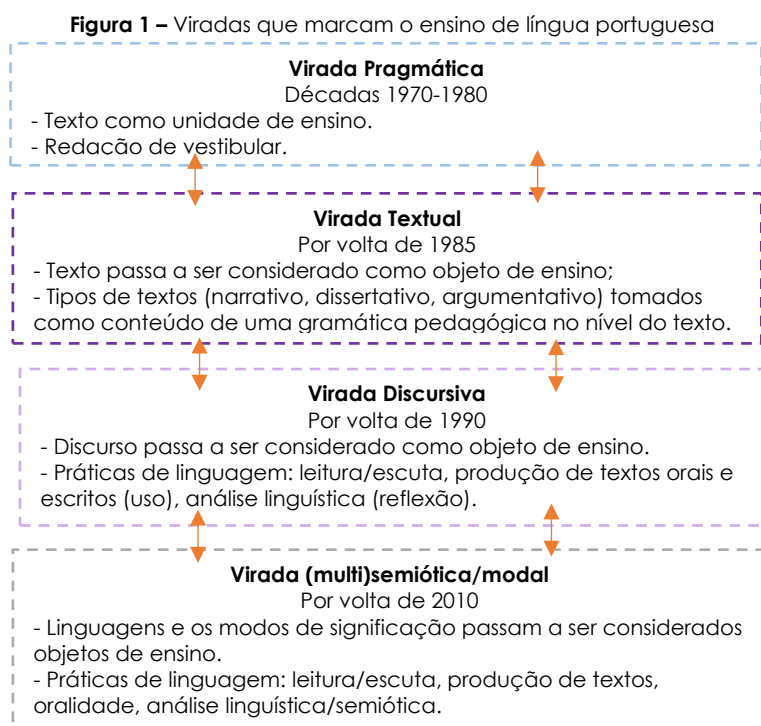 Figura 1 – Viradas que marcam o ensino de língua portuguesa
Virada Pragmática
Décadas 1970-1980
- Texto como unidade de ensino.
- Redação de vestibular.
Virada Textual
Por volta de 1985
- Texto passa a ser considerado como objeto de ensino;
- Tipos de textos (narrativo, dissertativo, argumentativo) tomados
como conteúdo de uma gramática pedagógica no nível do texto.
Virada Discursiva
Por volta de 1990
- Discurso passa a ser considerado como objeto de ensino.
- Práticas de linguagem: leitura/escuta, produção de textos orais e
escritos (uso), análise linguística (reflexão).
Virada (multi)semiótica/modal
Por volta de 2010
- Linguagens e os modos de significação passam a ser considerados
objetos de ensino.
- Práticas de linguagem: leitura/escuta, produção de textos,
oralidade, análise linguística/semiótica.